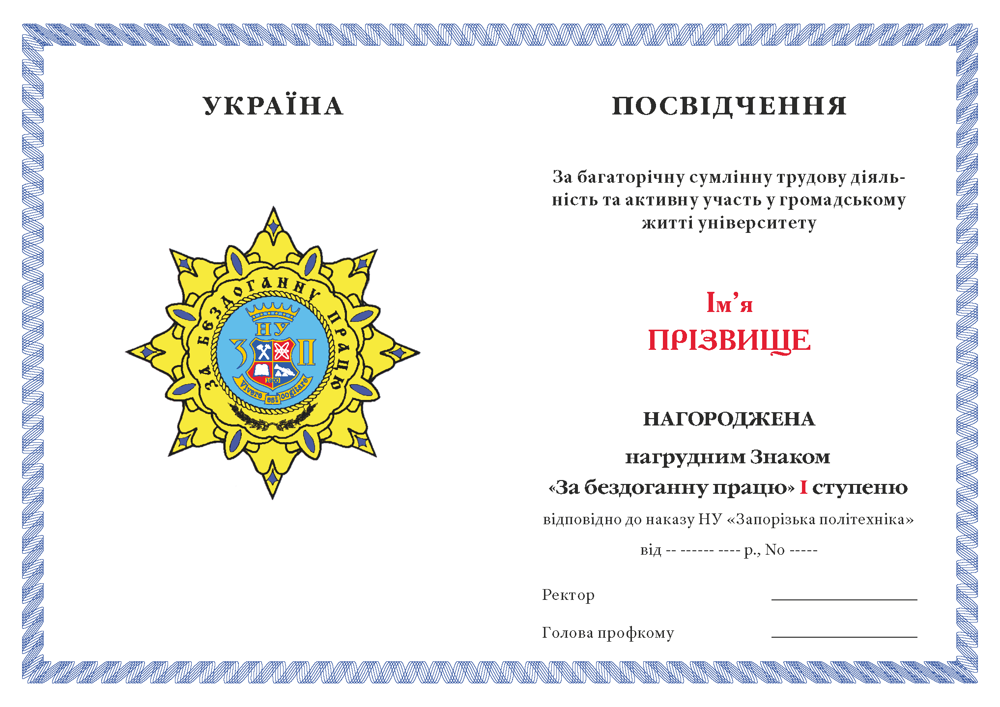 УКРАЇНА
ЗА БЕЗДОГАННУ ПРАЦЮ
НУ
ЗП
1900
Vivere est cogitare
ПОСВІДЧЕННЯ
За багаторічну сумлінну трудову діяль-
ність та активну участь у громадському
житті університету
Ім’я
ПРІЗВИЩЕ
НАГОРОДЖЕНА
нагрудним Знаком
«За бездоганну працю» І ступеню
відповідно до наказу НУ «Запорізька політехніка»
від -- ------ ---- р., No -----
Ректор
Голова профкому